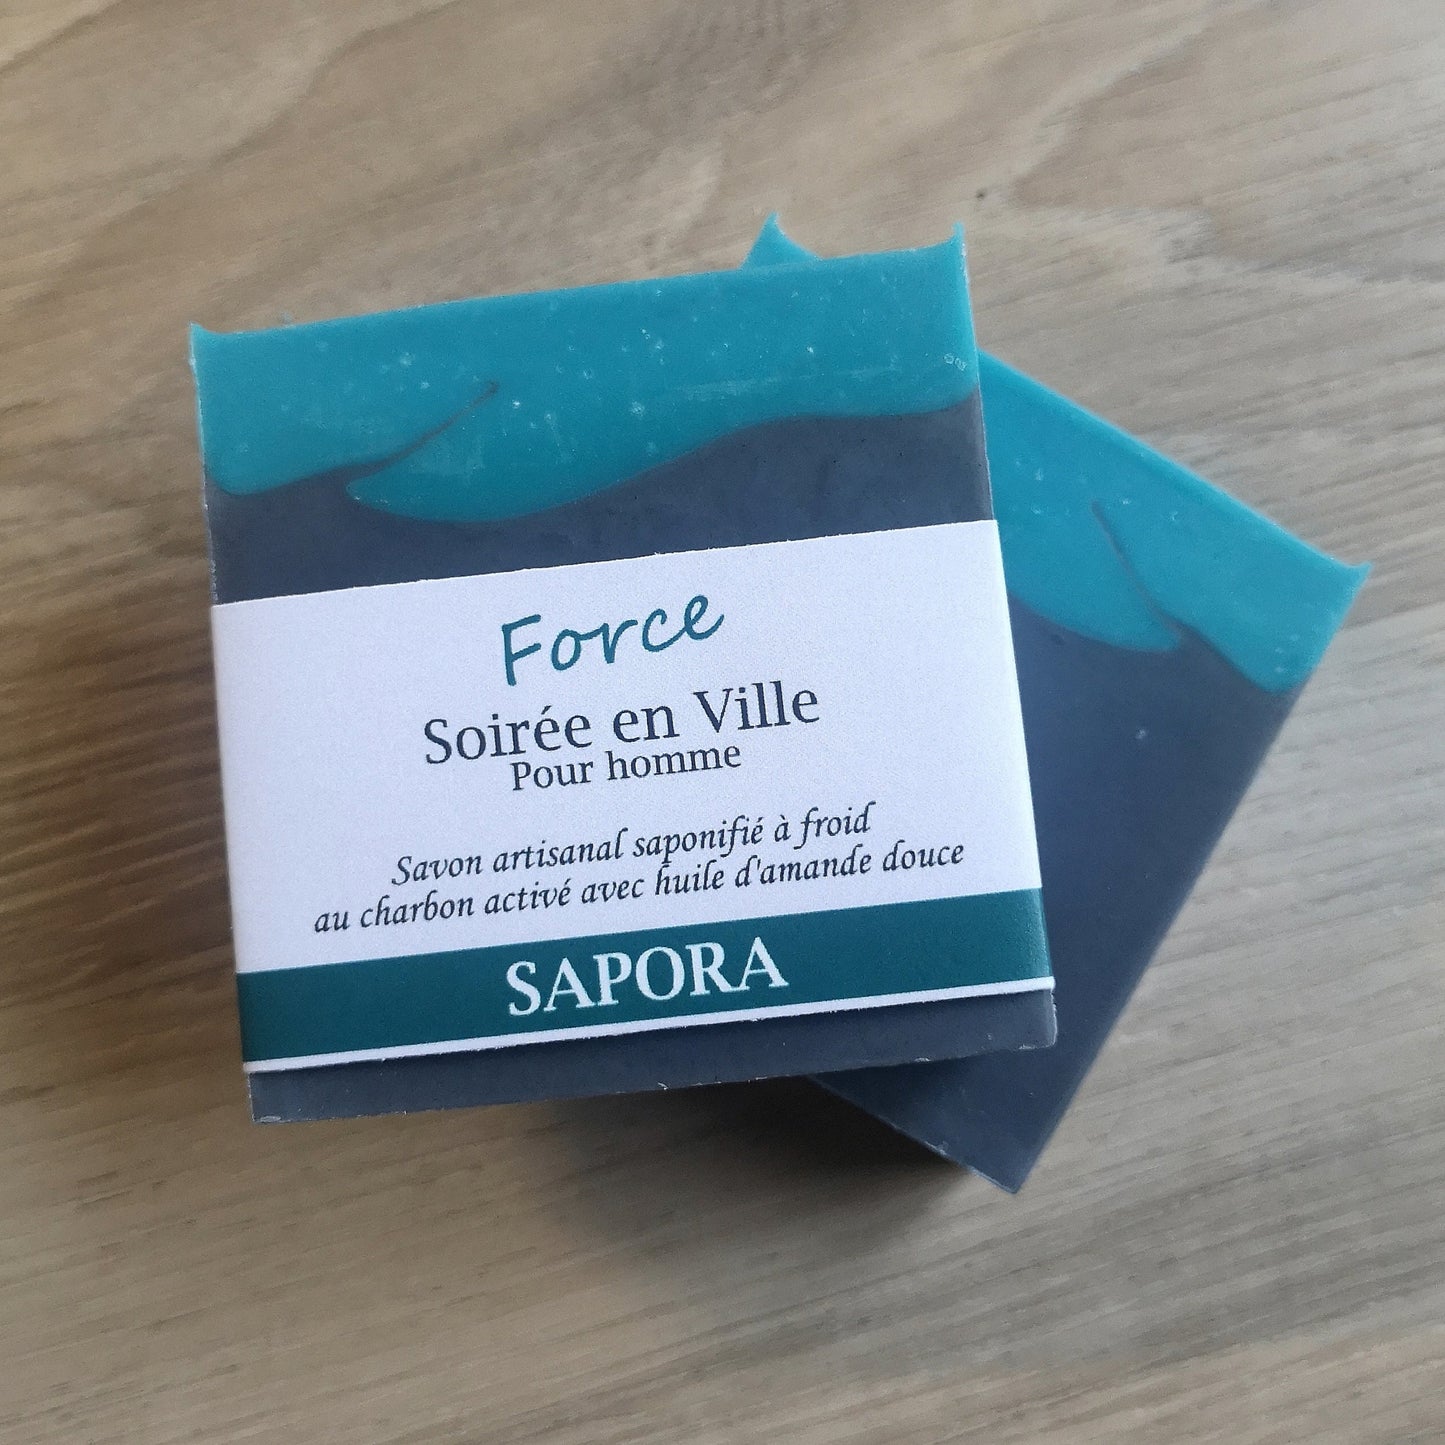 Force
Soirée en Ville
Pour homme
Savon artisanal saponifié à froid
au charbon activé avec huile d'amande douce
SAPORA